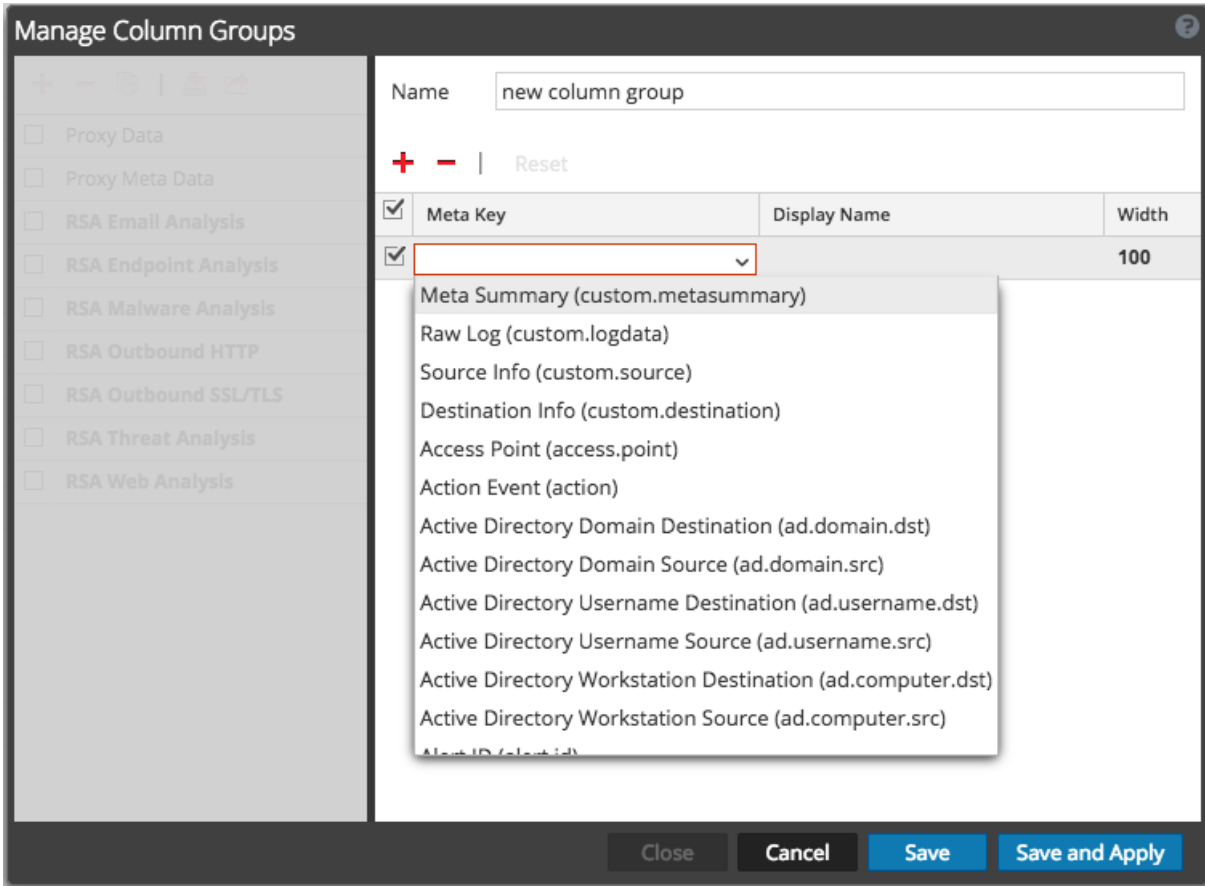 Manage Column Groups
Proxy Data
Proxy Meta Data
RSA Email Analysis
RSA Endpoint Analysis
RSA Malware Analysis
RSA Outbound HTTP
RSA Outbound SSL/TLS
RSA Threat Analysis
RSA Web Analysis
Name new column group
Reset
Meta Key Display Name Width
100
Meta Summary (custom.metasummary)
Raw Log (custom.logdata)
Source Info (custom.source)
Destination Info (custom.destination)
Access Point (access.point)
Action Event (action)
Active Directory Domain Destination (ad.domain.dst)
Active Directory Domain Source (ad.domain.src)
Active Directory Username Destination (ad.username.dst)
Active Directory Username Source (ad.username.src)
Active Directory Workstation Destination (ad.computer.dst)
Active Directory Workstation Source (ad.computer.src)
Alert ID (alert.id)
Close Cancel Save Save and Apply